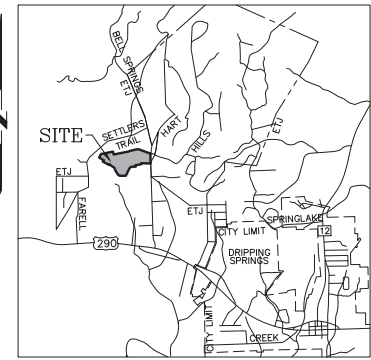 BELL SPRINGS
ETJ
SETTLERS
TRAIL
HART
HILLS
ETJ
SITE
ETJ
FARELL
ETJ
CITY LIMIT
SPRINGLAKE
12
DRIPPING
SPRINGS
290
CITY LIMIT
CREEK